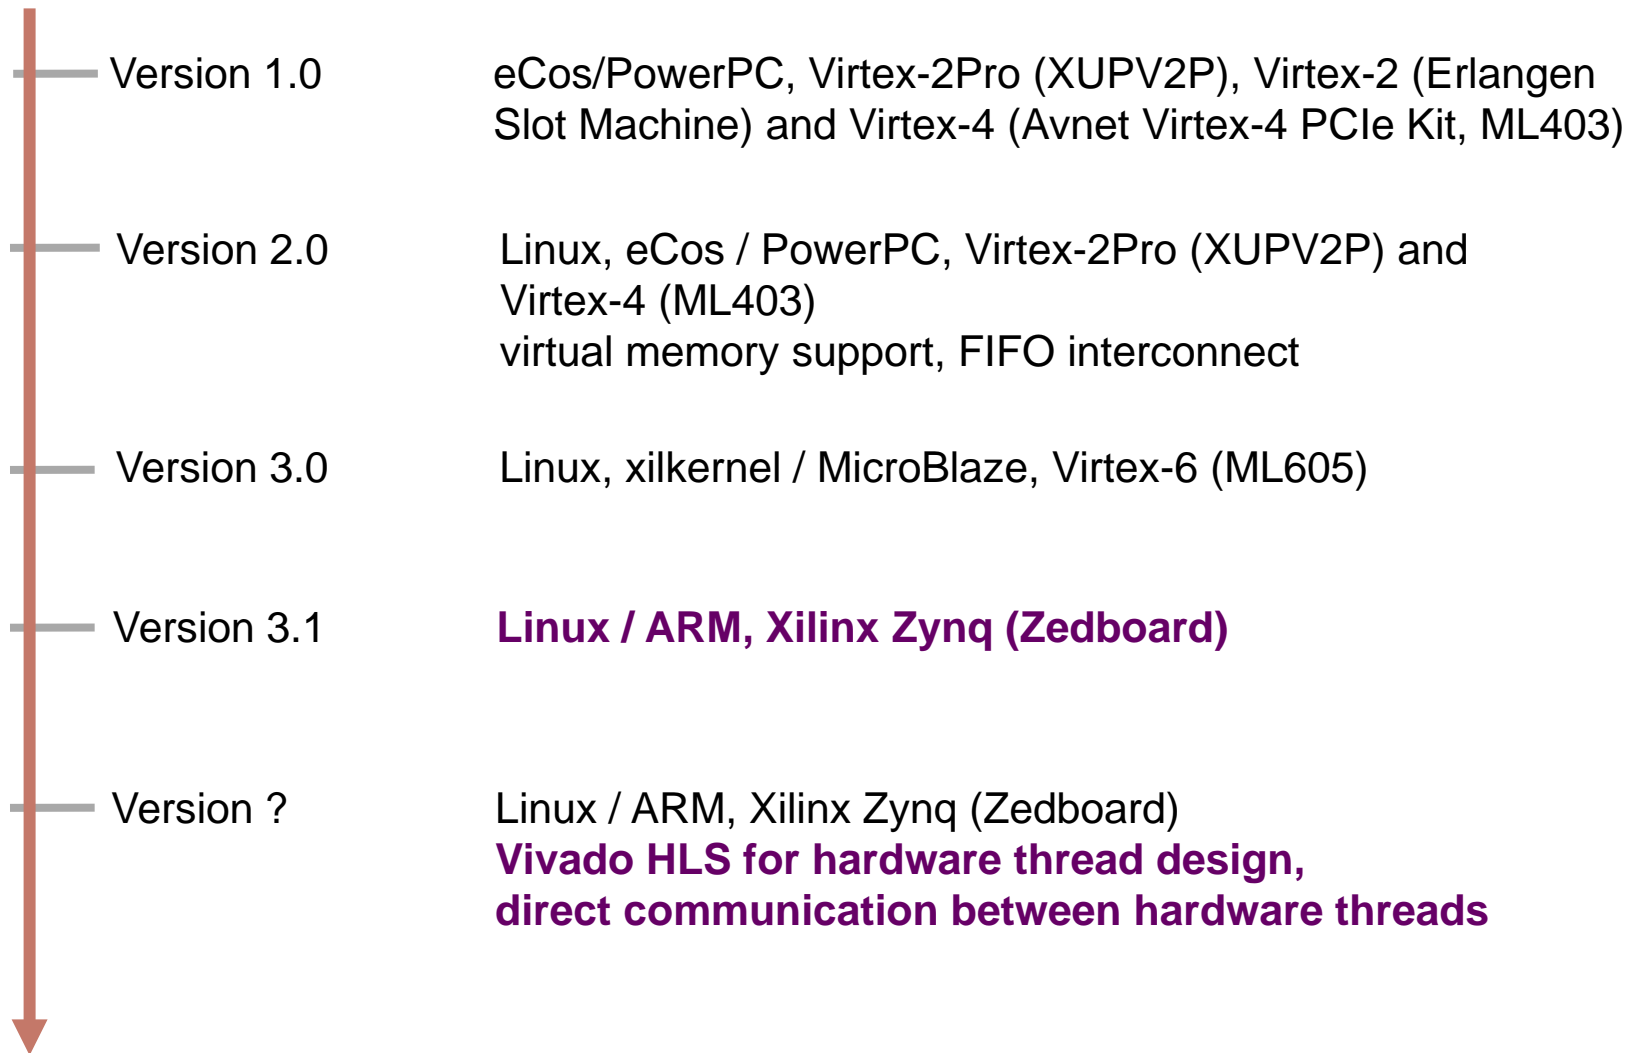 Version 1.0
eCos/PowerPC, Virtex-2Pro (XUPV2P), Virtex-2 (Erlangen
Slot Machine) and Virtex-4 (Avnet Virtex-4 PCIe Kit, ML403)
Version 2.0
Linux, eCos / PowerPC, Virtex-2Pro (XUPV2P) and
Virtex-4 (ML403)
virtual memory support, FIFO interconnect
Version 3.0
Linux, xilkernel / MicroBlaze, Virtex-6 (ML605)
Version 3.1
Linux / ARM, Xilinx Zynq (Zedboard)
Version ?
Linux / ARM, Xilinx Zynq (Zedboard)
Vivado HLS for hardware thread design,
direct communication between hardware threads